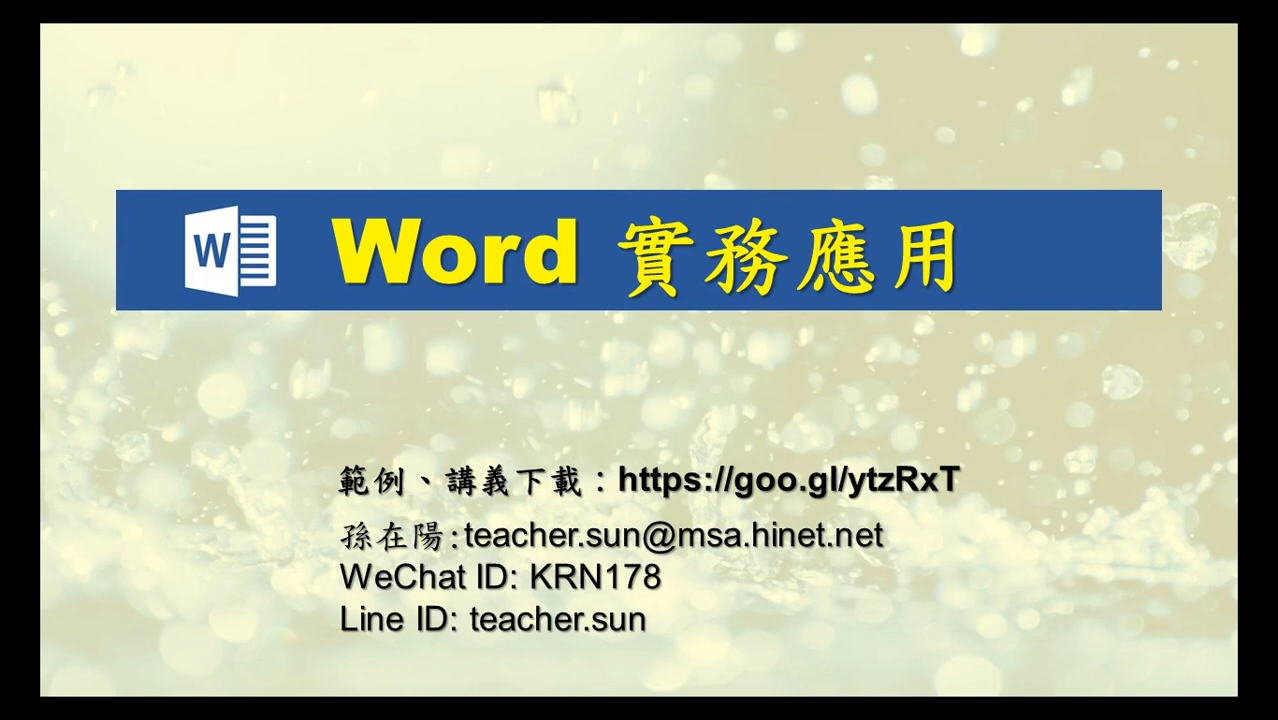 W Word 實務應用
範例、講義下載：https://goo.gl/ytzRxT
孫在陽:teacher.sun@msa.hinet.net
WeChat ID: KRN178
Line ID: teacher.sun